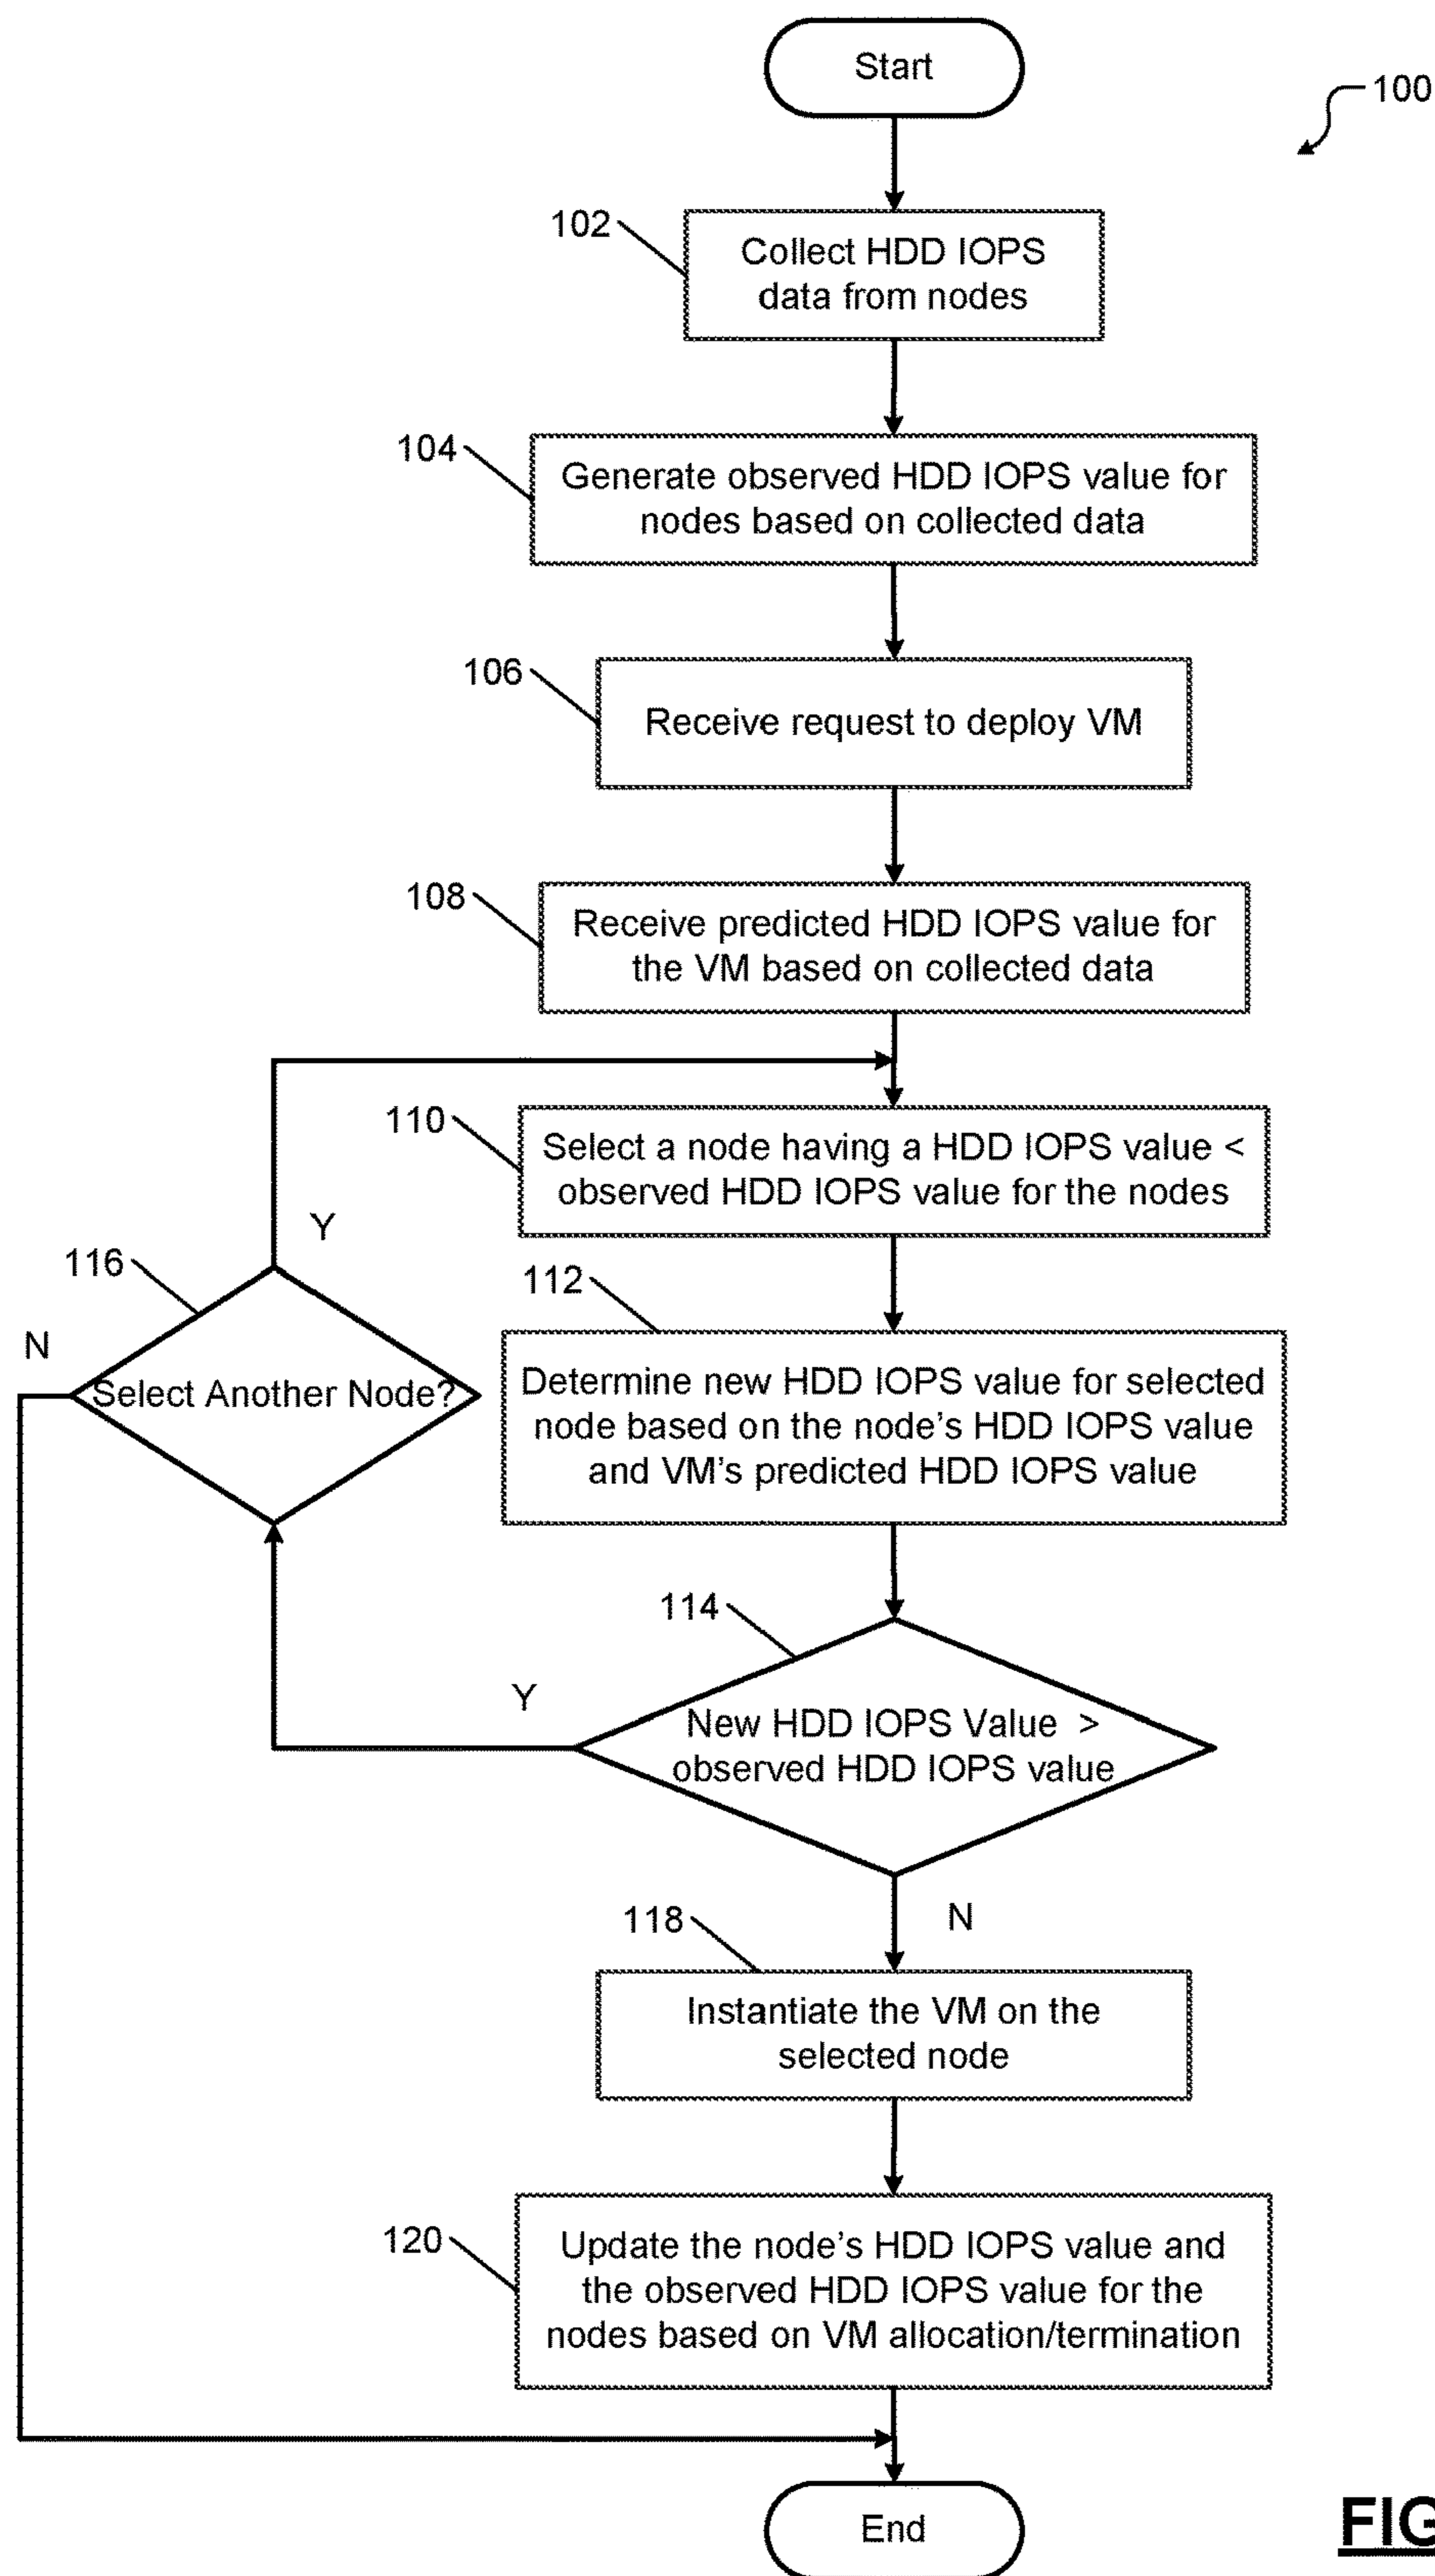 Start
100
102
Collect HDD IOPS
data from nodes
104
Generate observed HDD IOPS value for
nodes based on collected data
106
Receive request to deploy VM
108
Receive predicted HDD IOPS value for
the VM based on collected data
110
Select a node having a HDD IOPS value <
observed HDD IOPS value for the nodes
Y
116
N
Select Another Node?
112
Determine new HDD IOPS value for selected
node based on the node's HDD IOPS value
and VM's predicted HDD IOPS value
114
Y
New HDD IOPS Value >
observed HDD IOPS value
N
118
Instantiate the VM on the
selected node
120
Update the node's HDD IOPS value and
the observed HDD IOPS value for the
nodes based on VM allocation/termination
End
FIG